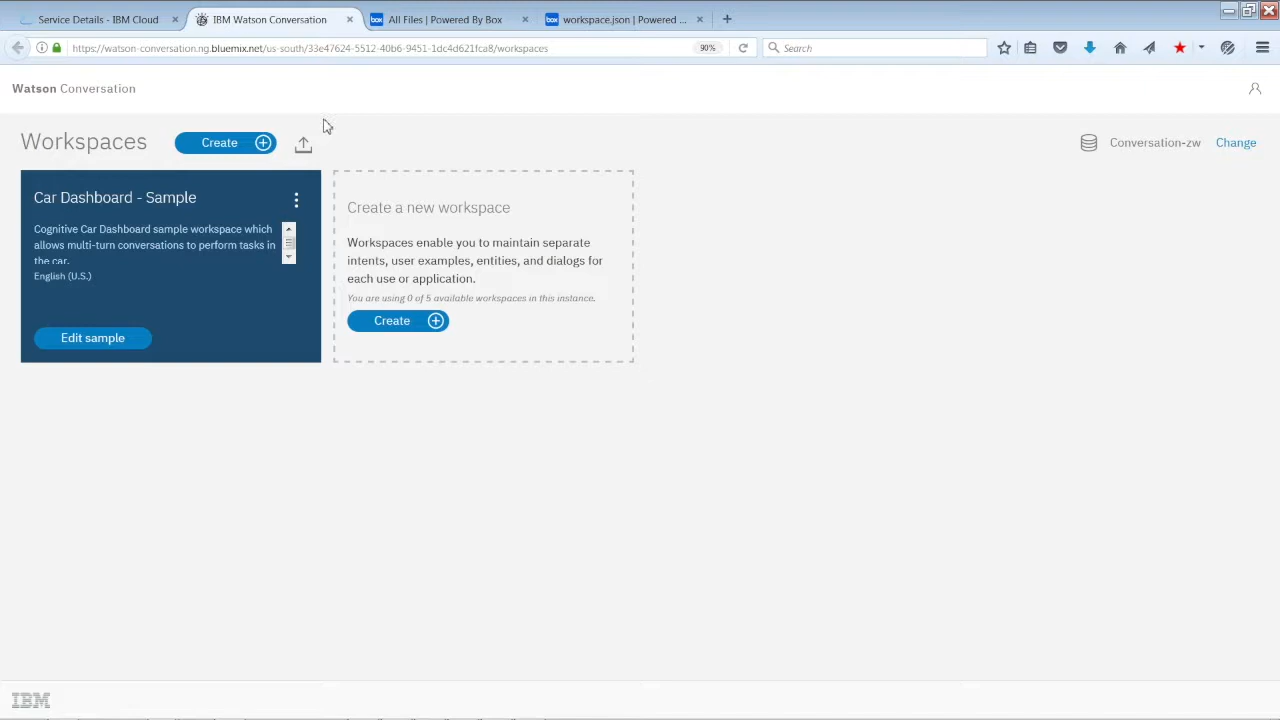 Service Details - IBM Cloud
IBM Watson Conversation
All Files | Powered By Box
box
workspace.json | Powered ...
box
https://watson-conversation.ng.bluemix.net/us-south/33e47624-5512-40b6-9451-1dc4d621fca8/workspaces
90%
Search
Watson Conversation
Workspaces
Create
Conversation-zw
Change
Car Dashboard - Sample
Cognitive Car Dashboard sample workspace which
allows multi-turn conversations to perform tasks in
the car.
English (U.S.)
Edit sample
Create a new workspace
Workspaces enable you to maintain separate
intents, user examples, entities, and dialogs for
each use or application.
You are using 0 of 5 available workspaces in this instance.
Create
IBM